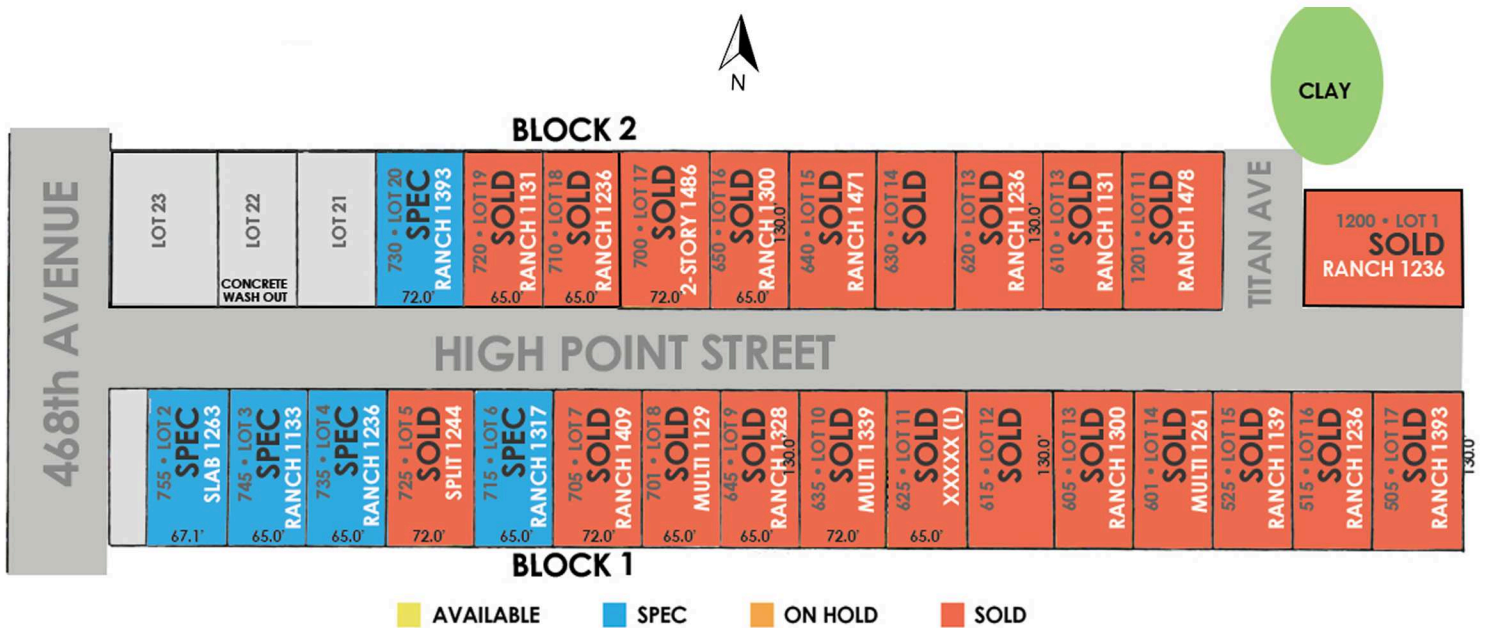 N
CLAY
BLOCK 2
468th AVENUE
LOT 23
LOT 22
CONCRETE
WASH OUT
LOT 21
730 • LOT 20
SPEC
RANCH 1393
72.0'
720 • LOT 19
SOLD
RANCH 1131
65.0'
710 • LOT 18
SOLD
RANCH 1236
65.0'
700 • LOT 17
SOLD
2-STORY 1486
72.0'
650 • LOT 16
SOLD
RANCH 1300
130.0'
65.0'
640 • LOT 15
SOLD
RANCH 1471
630 • LOT 14
SOLD
620 • LOT 13
SOLD
RANCH 1236
130.0'
610 • LOT 13
SOLD
RANCH 1131
1201 • LOT 11
SOLD
RANCH 1478
TITAN AVE
1200 • LOT 1
SOLD
RANCH 1236
HIGH POINT STREET
755 • LOT 2
SPEC
SLAB 1263
67.1'
745 • LOT 3
SPEC
RANCH 1133
65.0'
735 • LOT 4
SPEC
RANCH 1236
65.0'
725 • LOT 5
SOLD
SPLIT 1244
72.0'
715 • LOT 6
SPEC
RANCH 1317
65.0'
705 • LOT 7
SOLD
RANCH 1409
72.0'
701 • LOT 8
SOLD
MULTI 1129
65.0'
645 • LOT 9
SOLD
RANCH 1328
130.0'
65.0'
635 • LOT 10
SOLD
MULTI 1339
72.0'
625 • LOT 11
SOLD
XXXXX (L)
65.0'
615 • LOT 12
SOLD
130.0'
605 • LOT 13
SOLD
RANCH 1300
601 • LOT 14
SOLD
MULTI 1261
525 • LOT 15
SOLD
RANCH 1139
515 • LOT 16
SOLD
RANCH 1236
505 • LOT 17
SOLD
RANCH 1393
130.0'
BLOCK 1
AVAILABLE
SPEC
ON HOLD
SOLD